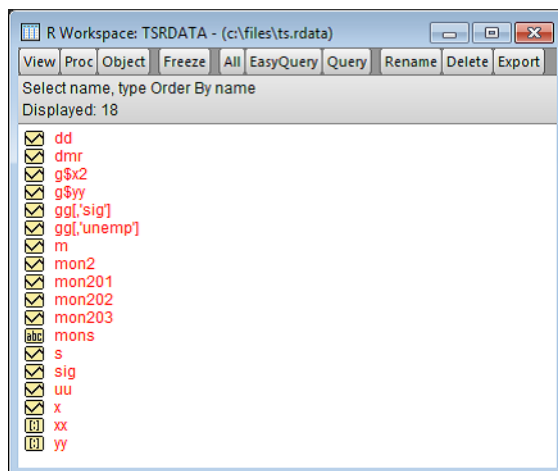 R Workspace: TSRDATA - (c:\files\ts.rdata)
View Proc Object Freeze All EasyQuery Query Rename Delete Export
Select name, type Order By name
Displayed: 18
dd
dmr
g$x2
g$yy
gg[,'sig']
gg[,'unemp']
m
mon2
mon201
mon202
mon203
abc mons
s
sig
uu
x
[:] xx
[:] yy